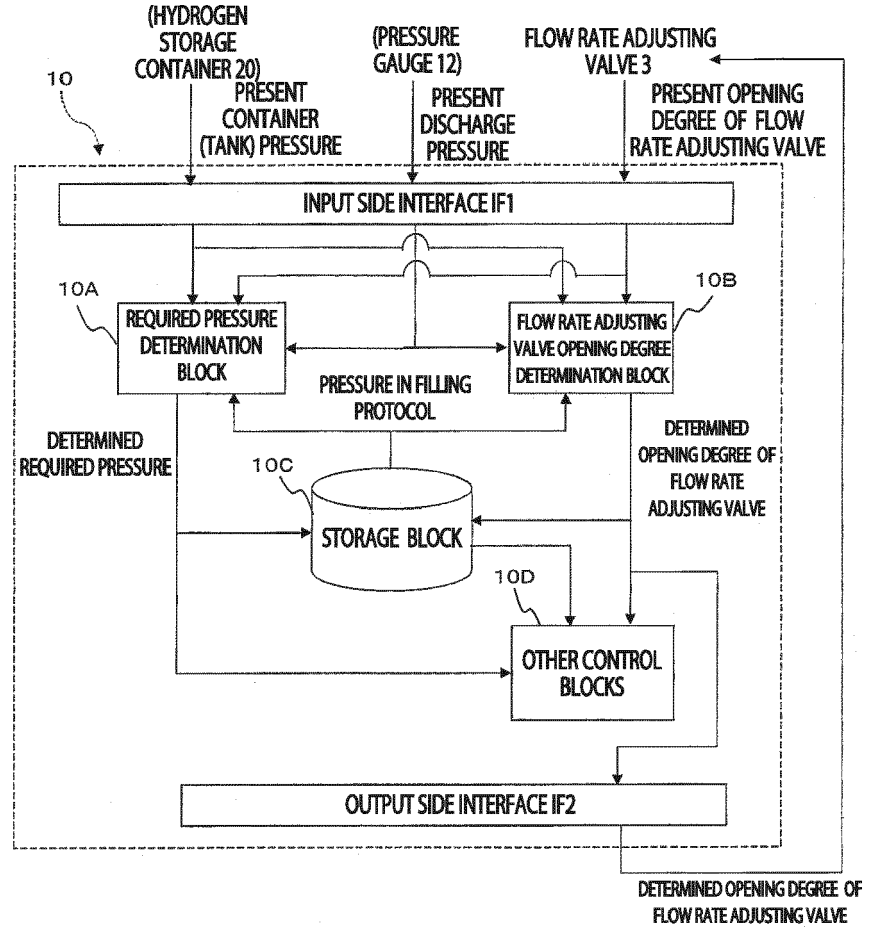 (HYDROGEN
STORAGE
CONTAINER 20)
(PRESSURE
GAUGE 12)
FLOW RATE ADJUSTING
VALVE 3
10
PRESENT
CONTAINER
(TANK) PRESSURE
PRESENT
DISCHARGE
PRESSURE
PRESENT OPENING
DEGREE OF FLOW
RATE ADJUSTING VALVE
INPUT SIDE INTERFACE IF1
10A
REQUIRED PRESSURE
DETERMINATION
BLOCK
10B
FLOW RATE ADJUSTING
VALVE OPENING DEGREE
DETERMINATION BLOCK
PRESSURE IN FILLING
PROTOCOL
DETERMINED
REQUIRED PRESSURE
DETERMINED
OPENING DEGREE OF
FLOW RATE
ADJUSTING VALVE
10C
STORAGE BLOCK
10D
OTHER CONTROL
BLOCKS
OUTPUT SIDE INTERFACE IF2
DETERMINED OPENING DEGREE OF
FLOW RATE ADJUSTING VALVE